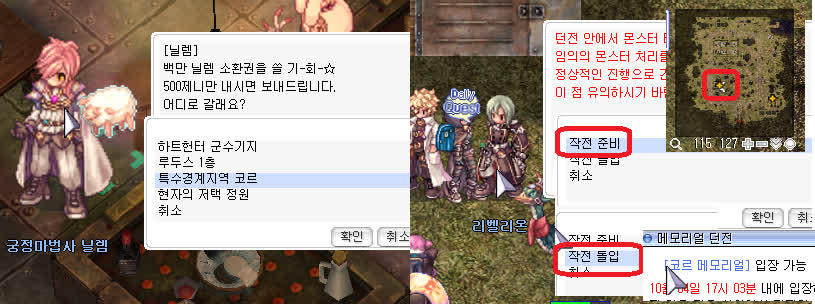 [닐렘]
백만 닐렘 소환권을 쓸 기-회-☆
500제니만 내시면 보내드립니다.
어디로 갈래요?
하트헌터 군수기지
루두스 1층
특수경계지역 코르
현자의 저택 정원
취소
확인
취소
궁정마법사 닐렘
던전 안에서 몬스터
임의의 몬스터 처리를
정상적인 진행으로 간
이 점 유의하시기 바
Daily
Quest
리벨리온
작전 준비
작전 돌입
취소
확인
취
115 127
작전 준비
작전 돌입
취소
메모리얼 던전
[코르 메모리얼] 입장 가능
17시 03분 내에 입장